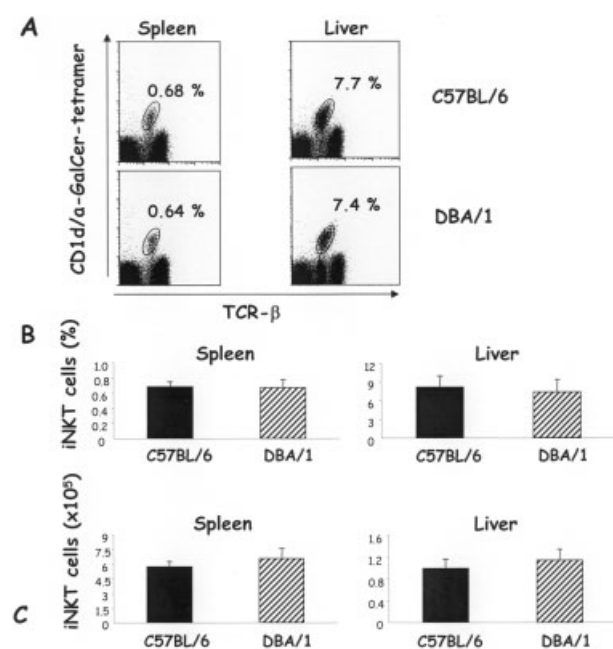 A
Spleen
Liver
CD1d/a-GalCer-tetramer
0.68 %
7.7 %
C57BL/6
0.64 %
7.4 %
DBA/1
TCR-β
B
iNKT cells (%)
Spleen
1.0
0.8
0.6
0.4
0.2
0
C57BL/6
DBA/1
Liver
12
9
6
3
0
C57BL/6
DBA/1
C
iNKT cells (x10⁵)
Spleen
9
7.5
6
4.5
3
1.5
0
C57BL/6
DBA/1
Liver
1.6
1.2
0.8
0.4
0
C57BL/6
DBA/1